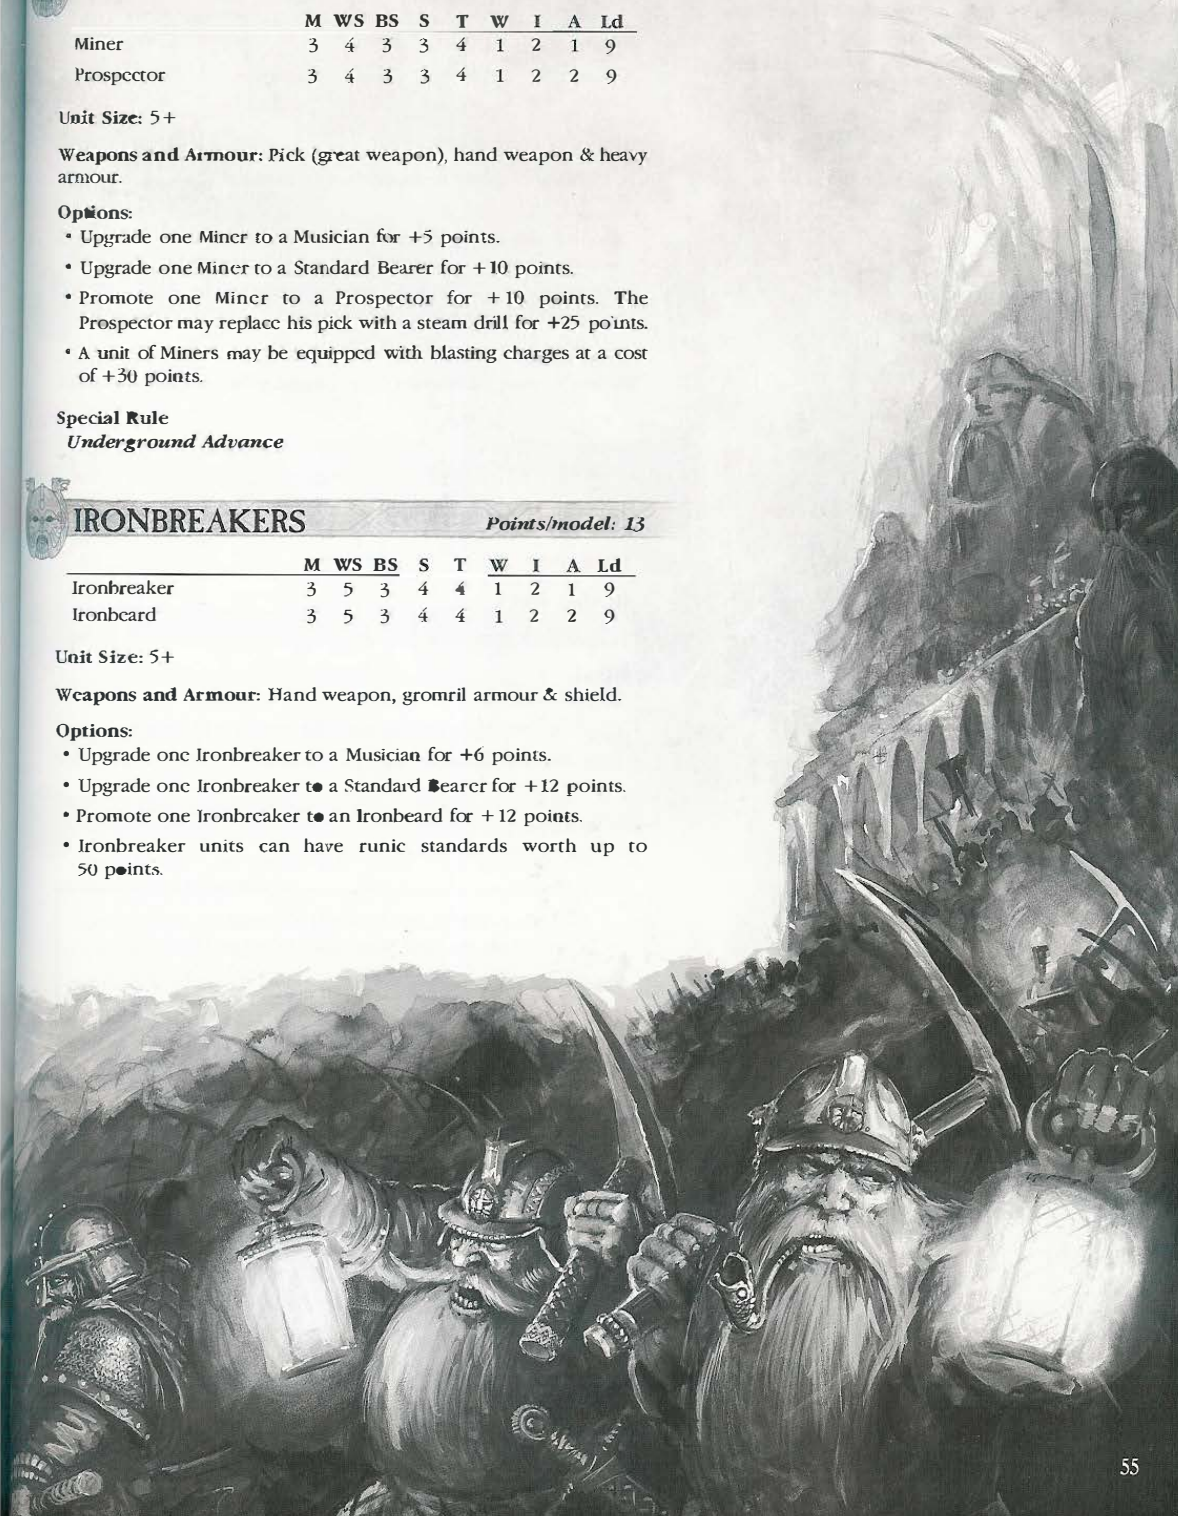 M WS BS S T W I A Ld
Miner 3 4 3 3 4 1 2 1 9
Prospector 3 4 3 3 4 1 2 2 9
Unit Size: 5+
Weapons and Armour: Pick (great weapon), hand weapon & heavy
armour.
Options:
• Upgrade one Miner to a Musician for +5 points.
• Upgrade one Miner to a Standard Bearer for +10 points.
• Promote one Miner to a Prospector for +10 points. The
Prospector may replace his pick with a steam drill for +25 points.
• A unit of Miners may be equipped with blasting charges at a cost
of +30 points.
Special Rule
Underground Advance
IRONBREAKERS Points/model: 13
M WS BS S T W I A Ld
Ironbreaker 3 5 3 4 4 1 2 1 9
Ironbeard 3 5 3 4 4 1 2 2 9
Unit Size: 5+
Weapons and Armour: Hand weapon, gromril armour & shield.
Options:
• Upgrade one Ironbreaker to a Musician for +6 points.
• Upgrade one Ironbreaker to a Standard Bearer for +12 points.
• Promote one Ironbreaker to an Ironbeard for +12 points.
• Ironbreaker units can have runic standards worth up to
50 points.
55